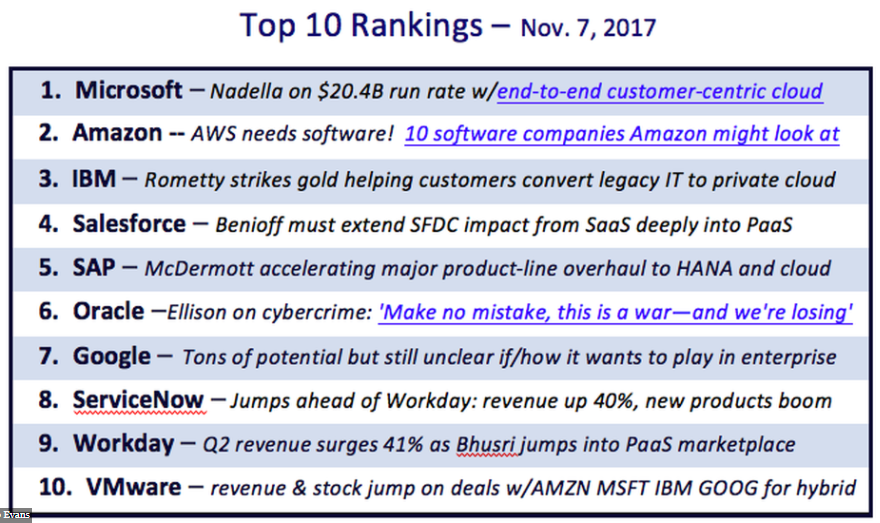 Top 10 Rankings – Nov. 7, 2017
1. Microsoft – Nadella on $20.4B run rate w/end-to-end customer-centric cloud
2. Amazon -- AWS needs software! 10 software companies Amazon might look at
3. IBM – Rometty strikes gold helping customers convert legacy IT to private cloud
4. Salesforce – Benioff must extend SFDC impact from SaaS deeply into PaaS
5. SAP – McDermott accelerating major product-line overhaul to HANA and cloud
6. Oracle –Ellison on cybercrime: 'Make no mistake, this is a war—and we're losing'
7. Google – Tons of potential but still unclear if/how it wants to play in enterprise
8. ServiceNow – Jumps ahead of Workday: revenue up 40%, new products boom
9. Workday – Q2 revenue surges 41% as Bhusri jumps into PaaS marketplace
10. VMware – revenue & stock jump on deals w/AMZN MSFT IBM GOOG for hybrid
Evans